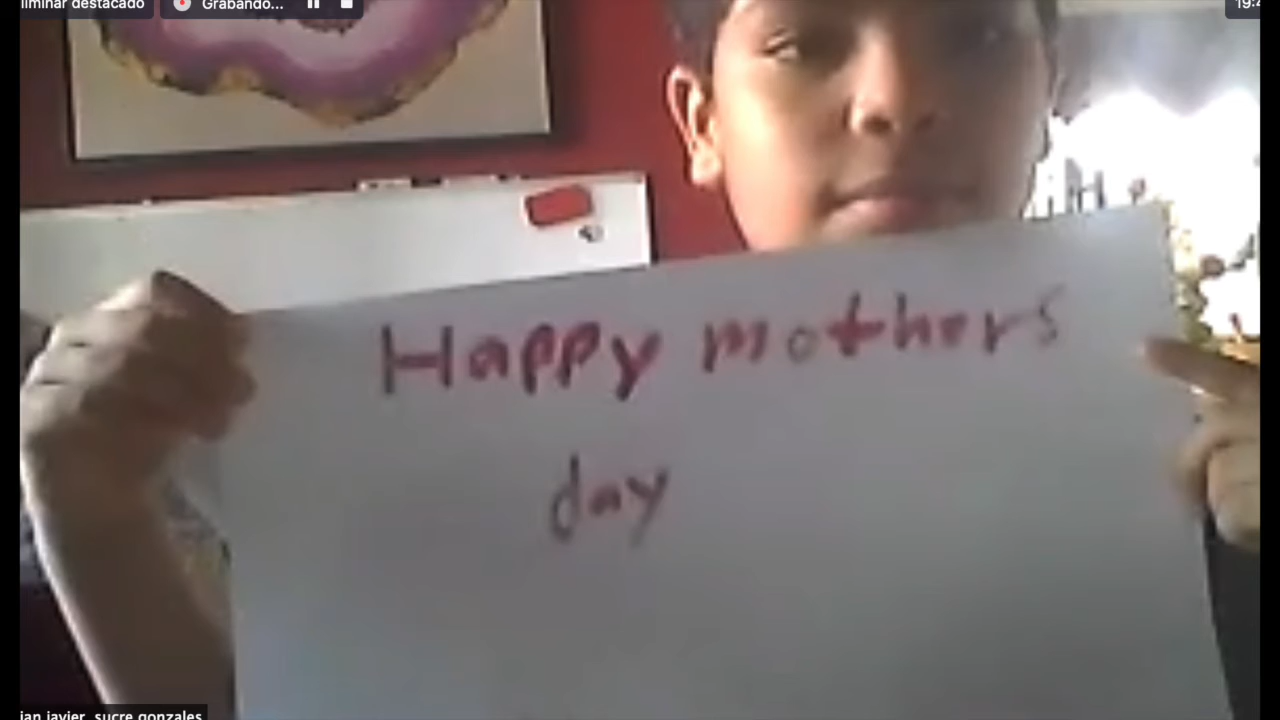 liminar destacado
Grabando...
19:4
Happy mothers
day
ian javier sucre gonzales